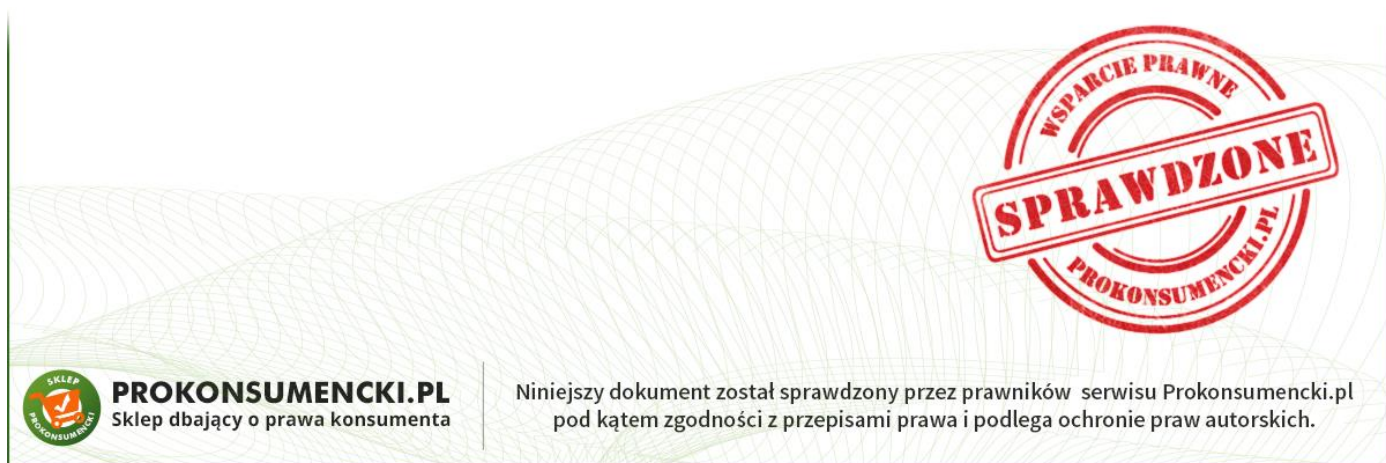 WSPARCIE PRAWNE
SPRAWDZONE
PROKONSUMENCKI.PL
SKLEP
PROKONSUMENCKI
PROKONSUMENCKI.PL
Sklep dbający o prawa konsumenta
Niniejszy dokument został sprawdzony przez prawników serwisu Prokonsumencki.pl
pod kątem zgodności z przepisami prawa i podlega ochronie praw autorskich.